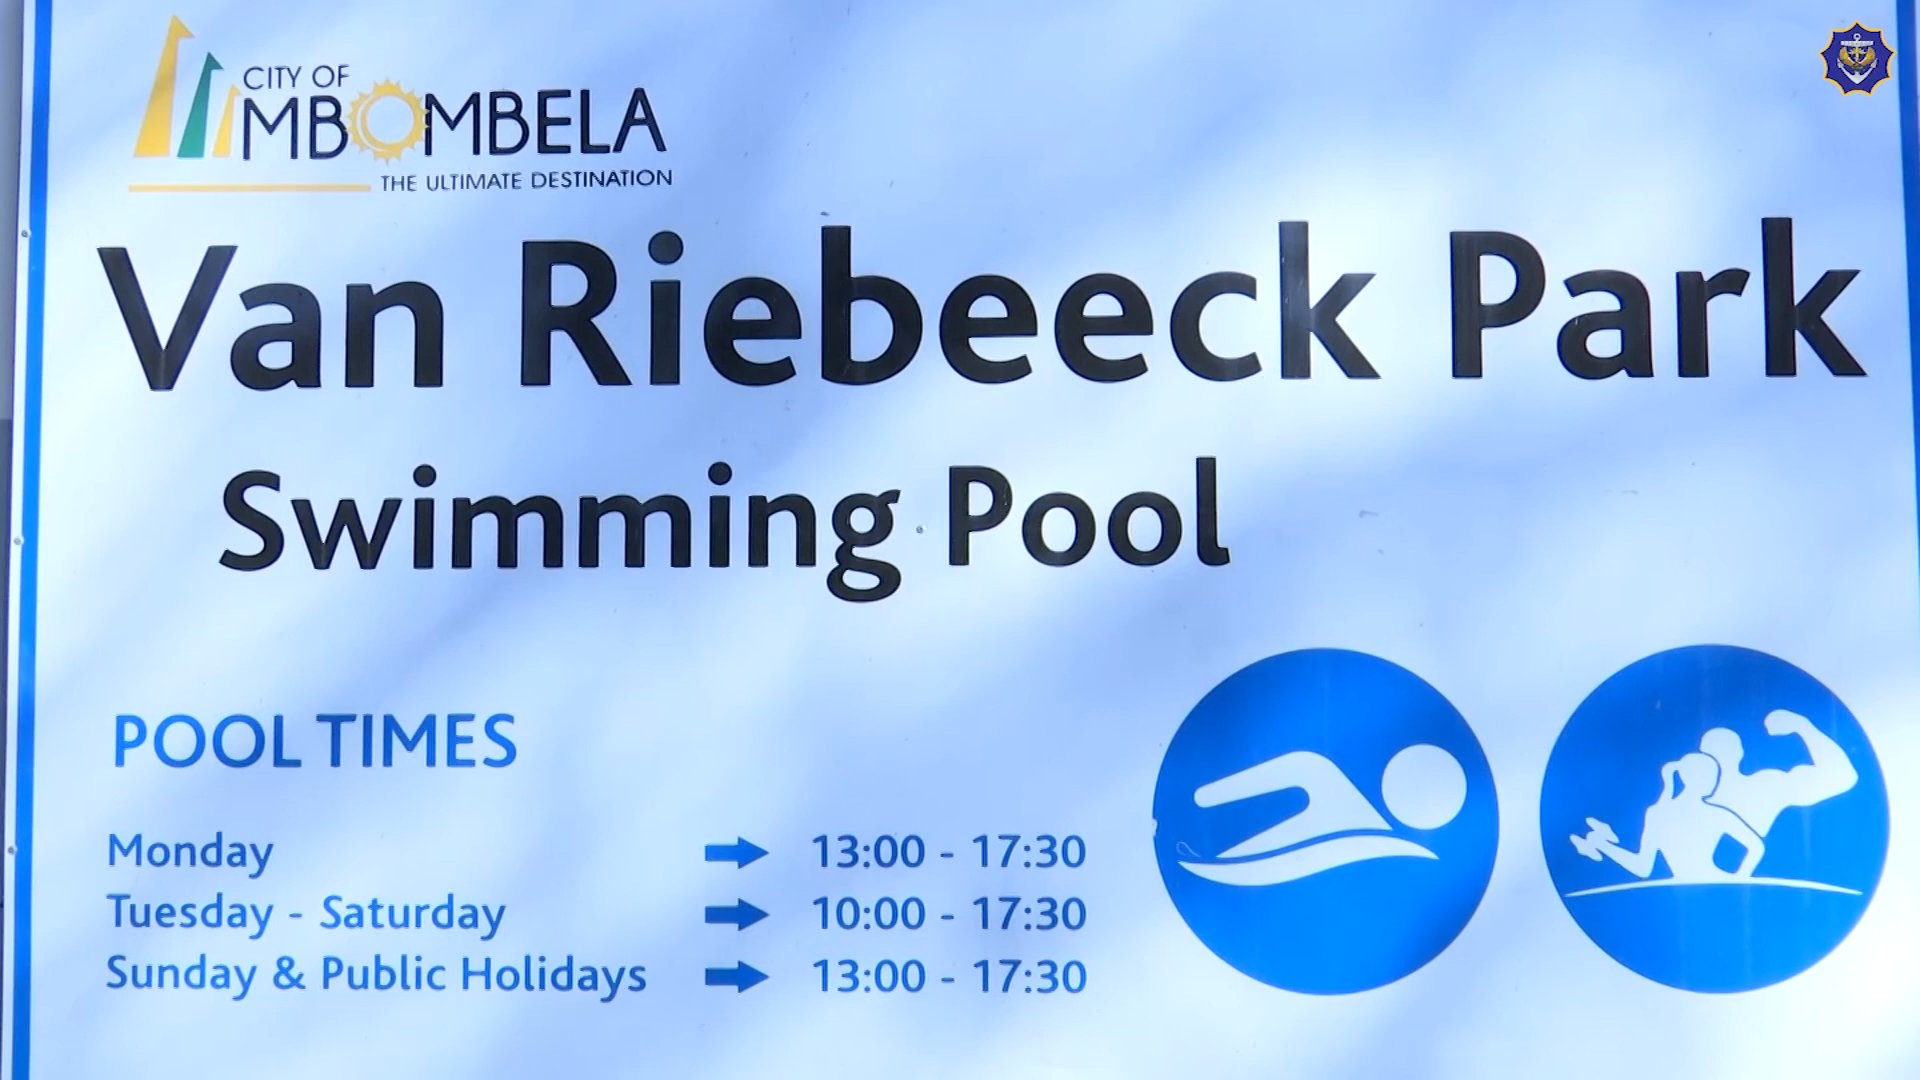 CITY OF
MBOMBELA
THE ULTIMATE DESTINATION
Van Riebeeck Park
Swimming Pool
POOL TIMES
Monday 13:00 - 17:30
Tuesday - Saturday 10:00 - 17:30
Sunday & Public Holidays 13:00 - 17:30